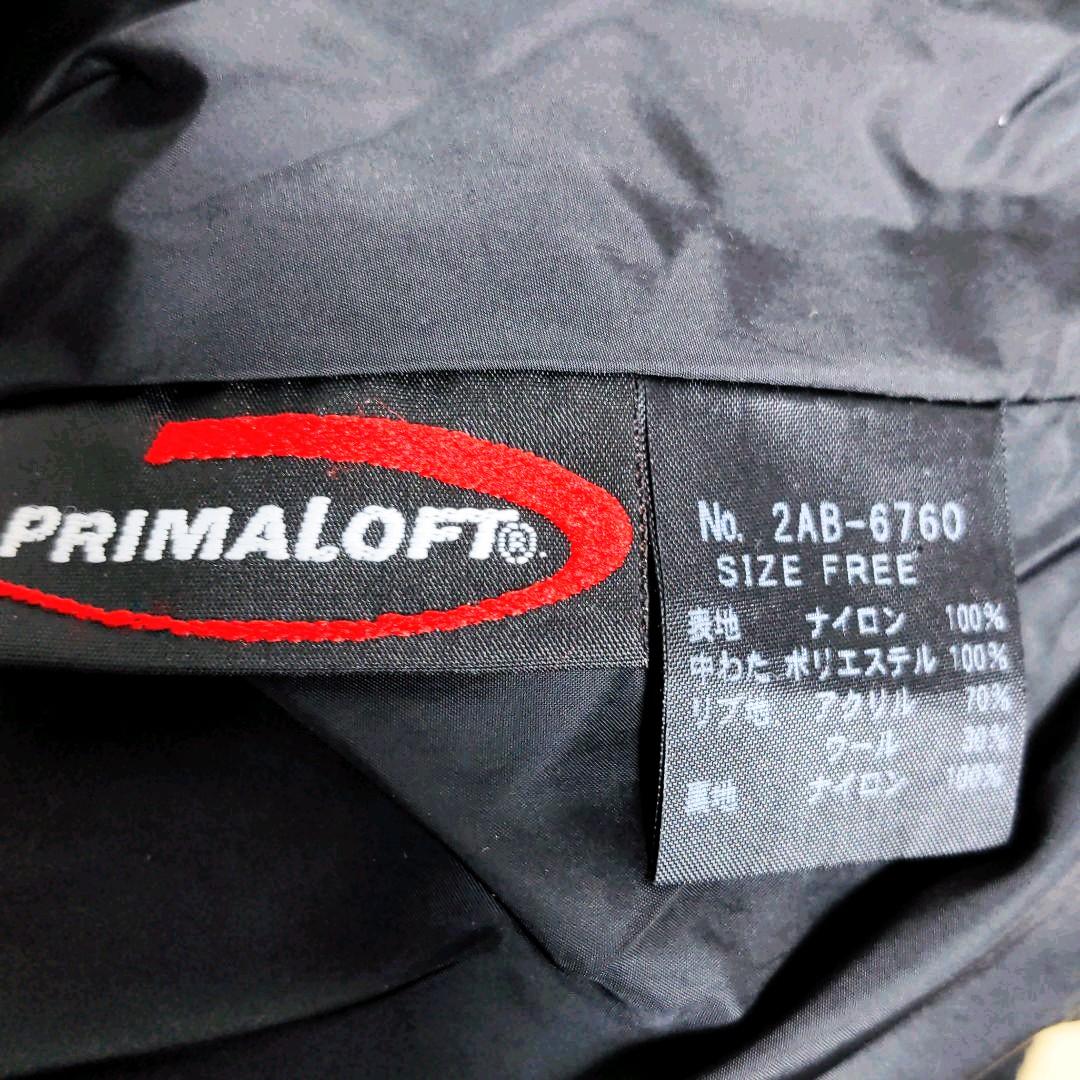 PRIMALOFT®
No. 2AB-6760
SIZE FREE
表地 ナイロン 100%
中わた ポリエステル 100%
リブ地 アクリル 70%
ウール 30%
裏地 ナイロン 100%